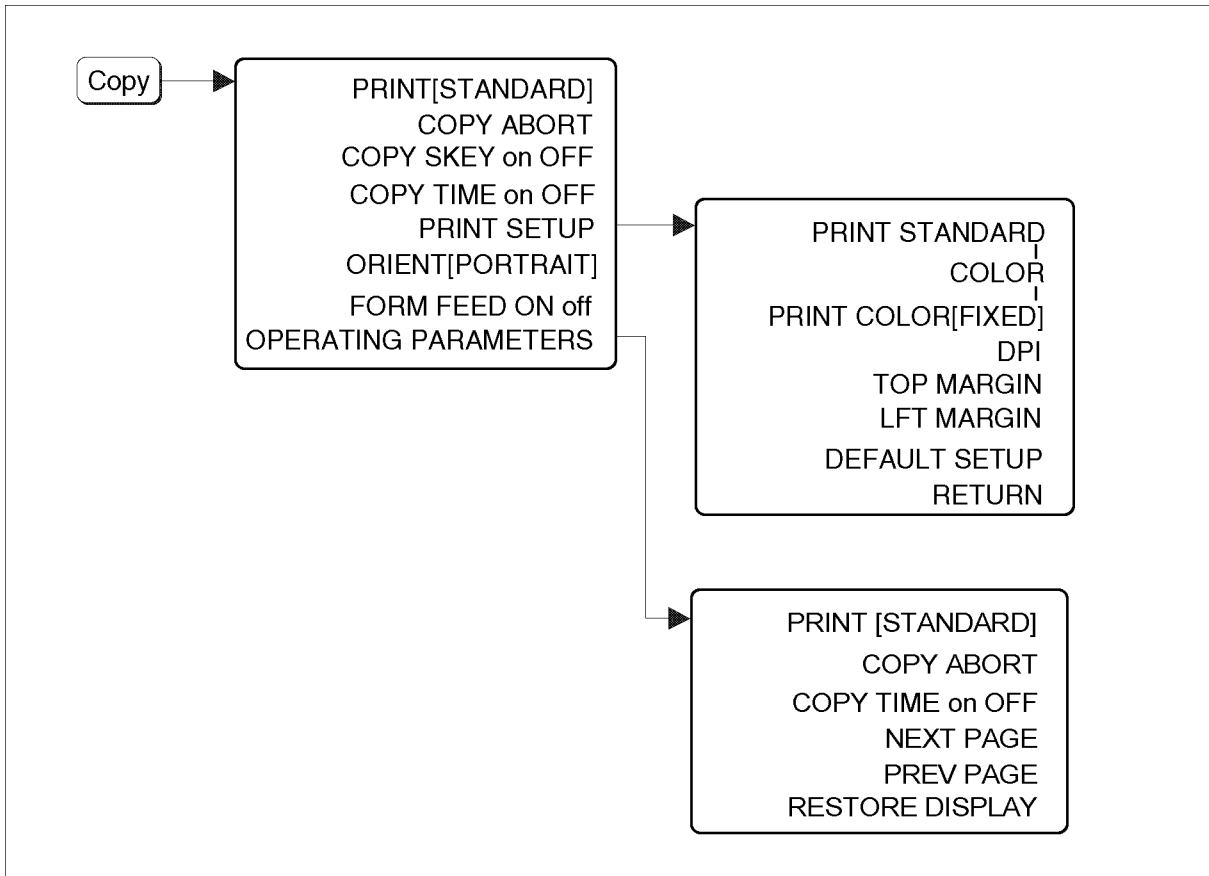 Copy
PRINT[STANDARD]
COPY ABORT
COPY SKEY on OFF
COPY TIME on OFF
PRINT SETUP
ORIENT[PORTRAIT]
FORM FEED ON off
OPERATING PARAMETERS
PRINT STANDARD
COLOR
PRINT COLOR[FIXED]
DPI
TOP MARGIN
LFT MARGIN
DEFAULT SETUP
RETURN
PRINT [STANDARD]
COPY ABORT
COPY TIME on OFF
NEXT PAGE
PREV PAGE
RESTORE DISPLAY